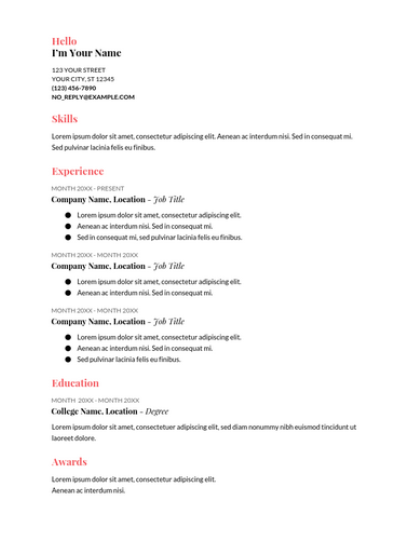 Hello
I'm Your Name
123 YOUR STREET
YOUR CITY, ST 12345
(123) 456-7890
NO_REPLY@EXAMPLE.COM
Skills
Lorem ipsum dolor sit amet, consectetur adipiscing elit. Aenean ac interdum nisi. Sed in consequat mi.
Sed pulvinar lacinia felis eu finibus.
Experience
MONTH 20XX - PRESENT
Company Name, Location - Job Title
● Lorem ipsum dolor sit amet, consectetur adipiscing elit.
● Aenean ac interdum nisi. Sed in consequat mi.
● Sed in consequat mi, sed pulvinar lacinia felis eu finibus.
MONTH 20XX - MONTH 20XX
Company Name, Location - Job Title
● Lorem ipsum dolor sit amet, consectetur adipiscing elit.
● Aenean ac interdum nisi. Sed in consequat mi.
MONTH 20XX - MONTH 20XX
Company Name, Location - Job Title
● Lorem ipsum dolor sit amet, consectetur adipiscing elit.
● Aenean ac interdum nisi. Sed in consequat mi.
● Sed pulvinar lacinia felis eu finibus.
Education
MONTH 20XX - MONTH 20XX
College Name, Location - Degree
Lorem ipsum dolor sit amet, consectetuer adipiscing elit, sed diam nonummy nibh euismod tincidunt ut
laoreet dolore.
Awards
Lorem ipsum dolor sit amet, consectetur adipiscing elit.
Aenean ac interdum nisi.